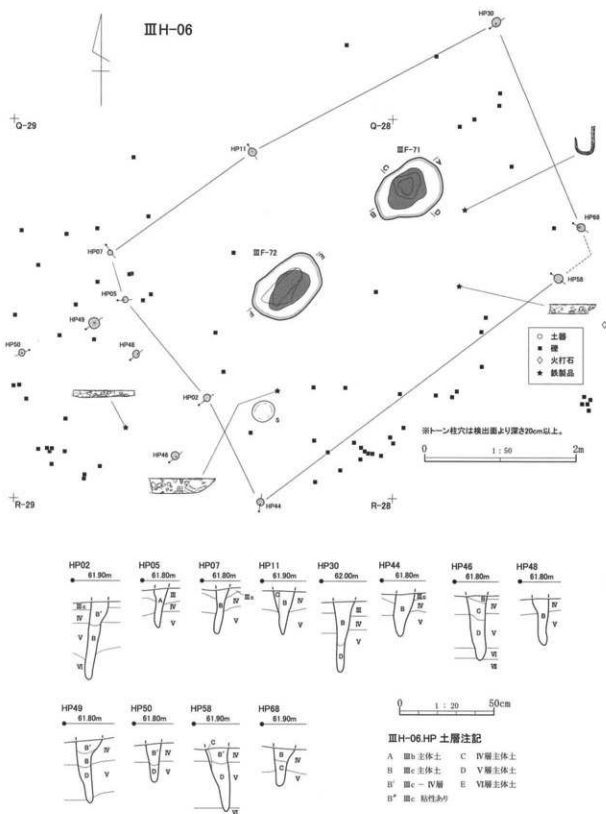 ⅢH-06
HP30
Q-29
Q-28
HP11
ⅢF-71
HP68
HP07
ⅢF-72
HP58
HP05
HP49
HP50
HP48
○ 土器
■ 礫
◇ 火打石
★ 鉄製品
HP02
S
※トーン柱穴は検出面より深さ20cm以上。
0 1:50 2m
HP46
R-29
HP44
R-28
HP02 HP05 HP07 HP11 HP30 HP44 HP46 HP48
61.90m 61.80m 61.80m 61.90m 62.00m 61.80m 61.80m 61.80m
HP49 HP50 HP58 HP68
61.80m 61.80m 61.90m 61.90m
0 1:20 50cm
ⅢH-06.HP 土層注記
A Ⅲb 主体土 C Ⅳ層主体土
B Ⅲc 主体土 D Ⅴ層主体土
B' Ⅲc - Ⅳ層 E Ⅵ層主体土
B" Ⅲc 粘性あり